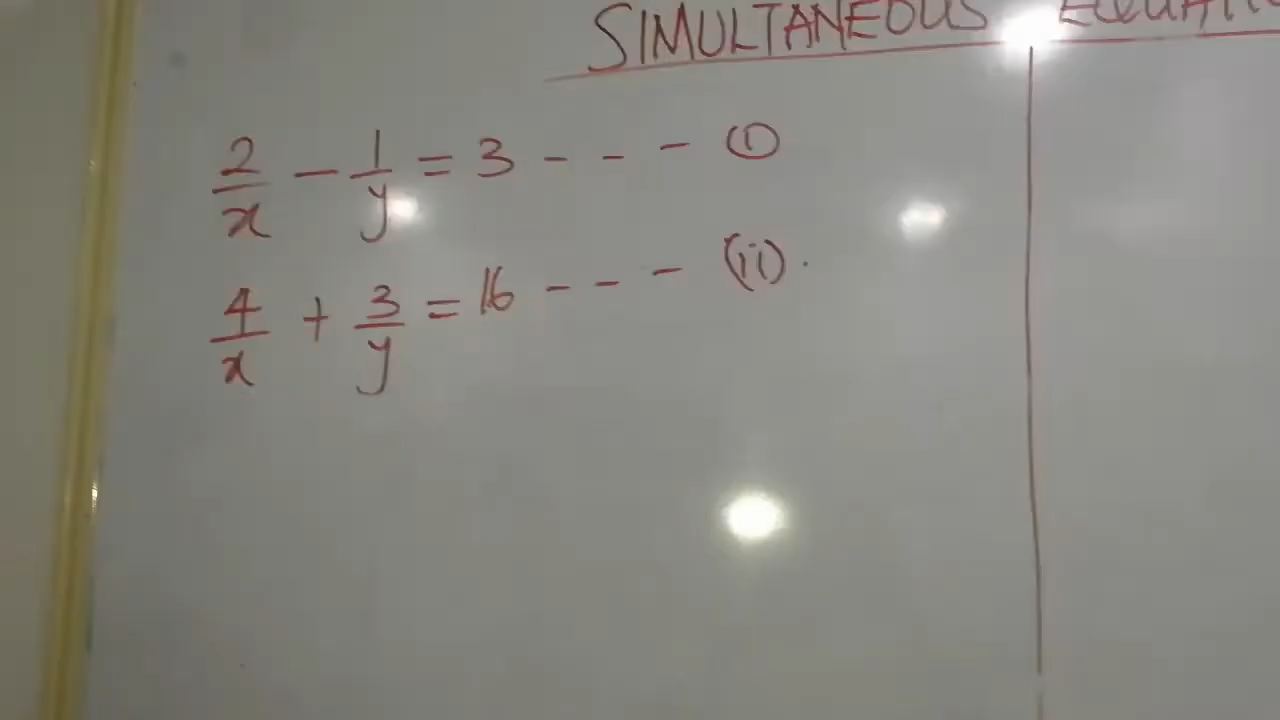 SIMULTANEOUS
2/x - 1/y = 3 - - - (i)
4/x + 3/y = 16 - - - (ii).